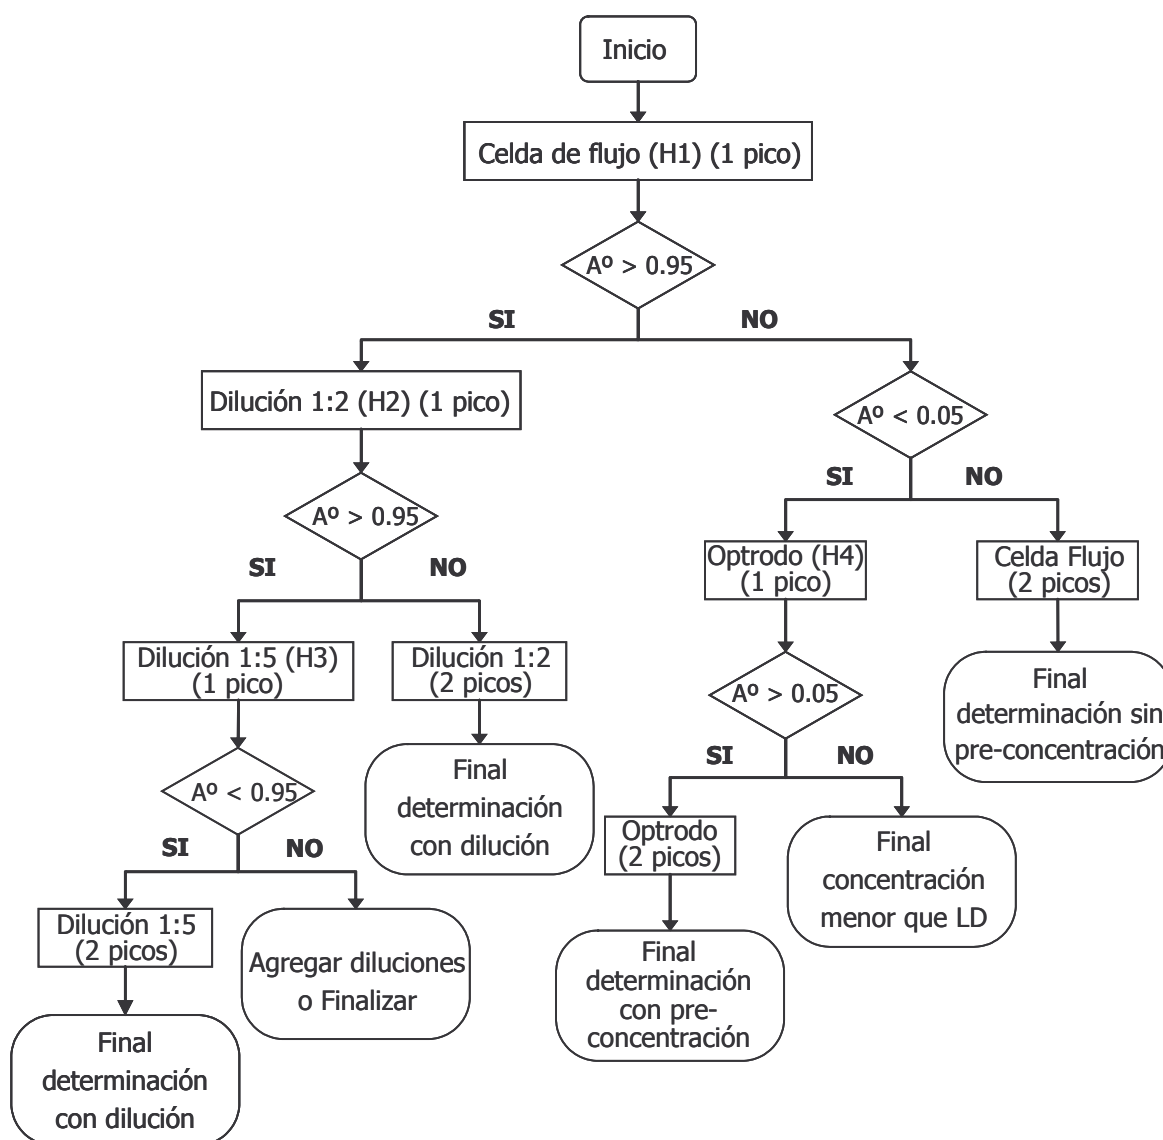 Inicio
Celda de flujo (H1) (1 pico)
Aº > 0.95
SI
NO
Dilución 1:2 (H2) (1 pico)
Aº < 0.05
Aº > 0.95
SI
NO
SI
NO
Optrodo (H4)
(1 pico)
Celda Flujo
(2 picos)
Dilución 1:5 (H3)
(1 pico)
Dilución 1:2
(2 picos)
Aº > 0.05
Final
determinación sin
pre-concentración
Aº < 0.95
Final
determinación
con dilución
SI
NO
SI
NO
Optrodo
(2 picos)
Final
concentración
menor que LD
Dilución 1:5
(2 picos)
Agregar diluciones
o Finalizar
Final
determinación
con pre-
concentración
Final
determinación
con dilución